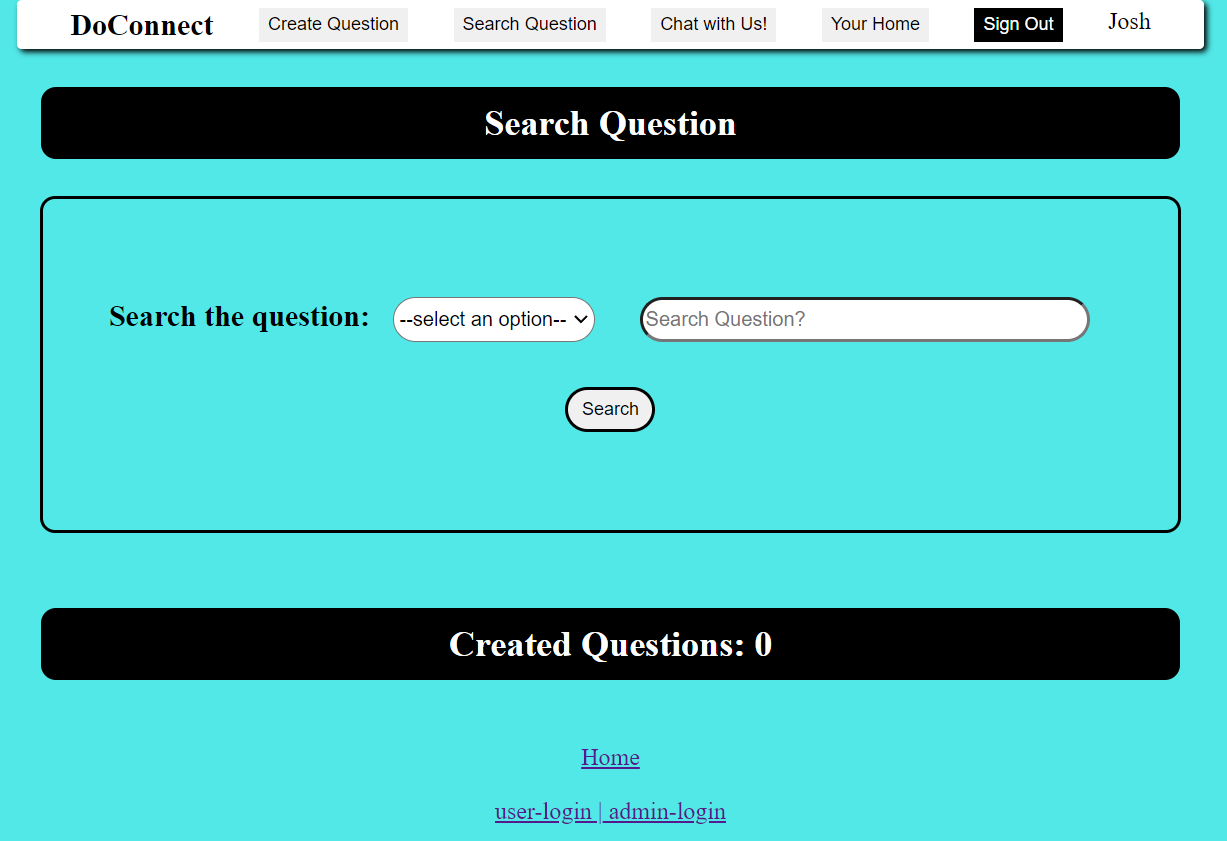 DoConnect Create Question Search Question Chat with Us! Your Home Sign Out Josh
Search Question
Search the question: --select an option-- Search Question?
Search
Created Questions: 0
Home
user-login | admin-login